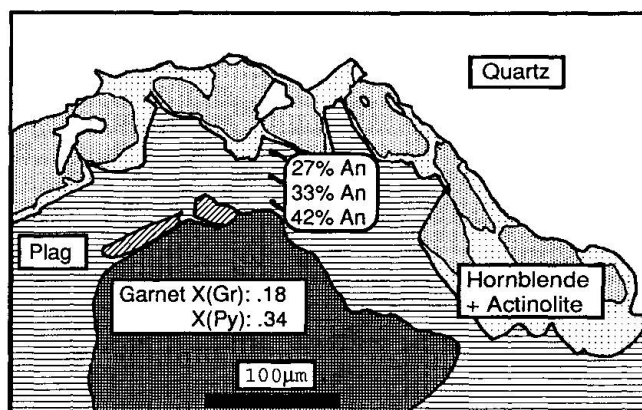 Quartz
27% An
33% An
42% An
Plag
Garnet X(Gr): .18
X(Py): .34
Hornblende
+ Actinolite
100µm